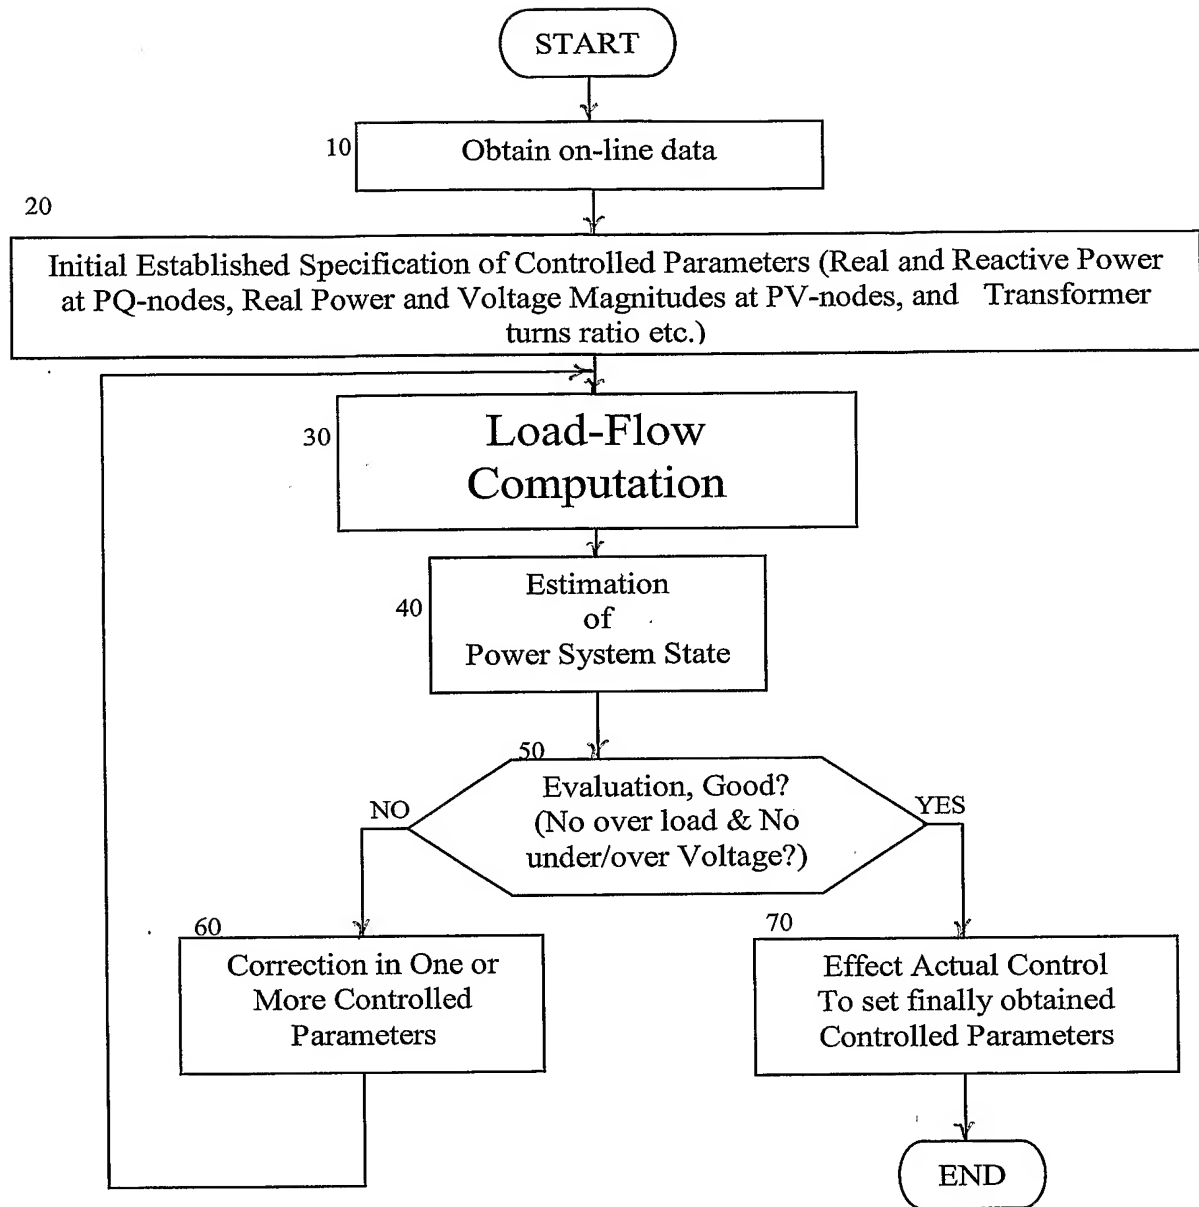 START
10
Obtain on-line data
20
Initial Established Specification of Controlled Parameters (Real and Reactive Power
at PQ-nodes, Real Power and Voltage Magnitudes at PV-nodes, and Transformer
turns ratio etc.)
30
Load-Flow
Computation
40
Estimation
of
Power System State
50
Evaluation, Good?
(No over load & No
under/over Voltage?)
NO
YES
60
Correction in One or
More Controlled
Parameters
70
Effect Actual Control
To set finally obtained
Controlled Parameters
END